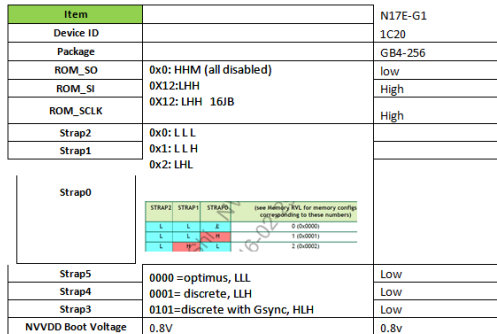 Item N17E-G1
Device ID 1C20
Package GB4-256
ROM_SO 0x0: HHM (all disabled) low
ROM_SI 0X12:LHH High
ROM_SCLK 0X12: LHH 16JB High
Strap2 0x0: L L L
Strap1 0x1: L L H
0x2: LHL
Strap0
STRAP2 STRAP1 STRAP0 (see Memory RVL for memory configs
corresponding to these numbers)
L L L 0 (0x0000)
L L H 1 (0x0001)
L H L 2 (0x0002)
Strap5 0000 =optimus, LLL Low
Strap4 0001= discrete, LLH Low
Strap3 0101=discrete with Gsync, HLH Low
NVVDD Boot Voltage 0.8V 0.8v